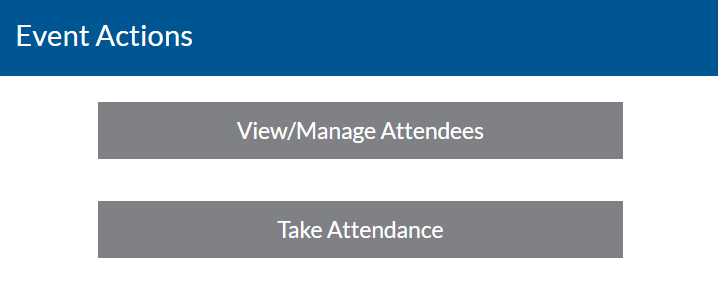 Event Actions
View/Manage Attendees
Take Attendance